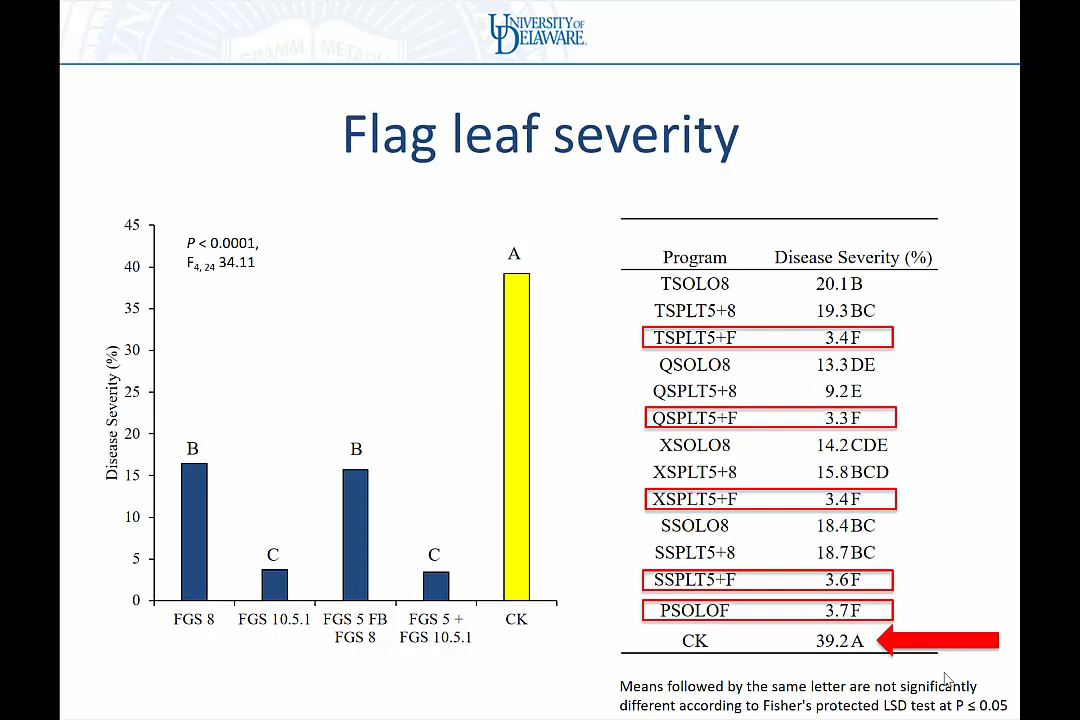 UNIVERSITY OF
DELAWARE.
Flag leaf severity
P < 0.0001,
F4, 24 34.11
Disease Severity (%)
45
40
35
30
25
20
15
10
5
0
B
C
B
C
A
FGS 8
FGS 10.5.1
FGS 5 FB
FGS 8
FGS 5 +
FGS 10.5.1
CK
Program Disease Severity (%)
TSOLO8 20.1 B
TSPLT5+8 19.3 BC
TSPLT5+F 3.4 F
QSOLO8 13.3 DE
QSPLT5+8 9.2 E
QSPLT5+F 3.3 F
XSOLO8 14.2 CDE
XSPLT5+8 15.8 BCD
XSPLT5+F 3.4 F
SSOLO8 18.4 BC
SSPLT5+8 18.7 BC
SSPLT5+F 3.6 F
PSOLOF 3.7 F
CK 39.2 A
Means followed by the same letter are not significantly
different according to Fisher's protected LSD test at P ≤ 0.05